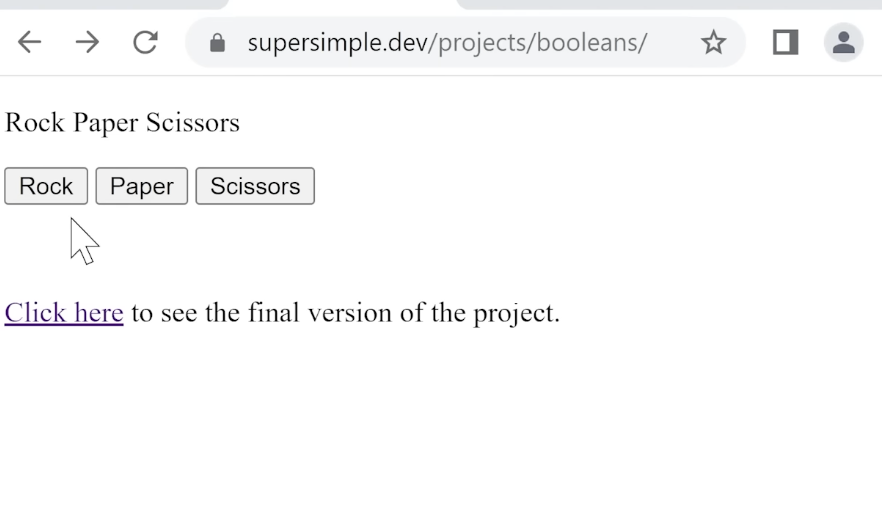 supersimple.dev/projects/booleans/
Rock Paper Scissors
Rock Paper Scissors
Click here to see the final version of the project.